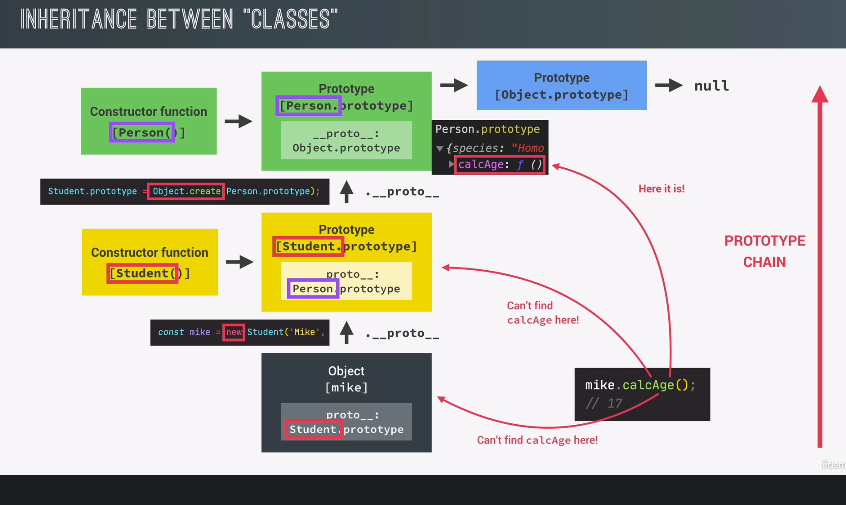 INHERITANCE BETWEEN "CLASSES"
Constructor function
[Person()]
Prototype
[Person.prototype]
__proto__:
Object.prototype
Prototype
[Object.prototype]
null
Person.prototype
▼{species: "Homo
▶calcAge: ƒ ()
Student.prototype = Object.create(Person.prototype);
.__proto__
Here it is!
PROTOTYPE
CHAIN
Constructor function
[Student()]
Prototype
[Student.prototype]
__proto__:
Person.prototype
Can't find
calcAge here!
const mike = new Student('Mike',
.__proto__
Object
[mike]
__proto__:
Student.prototype
mike.calcAge();
// 17
Can't find calcAge here!